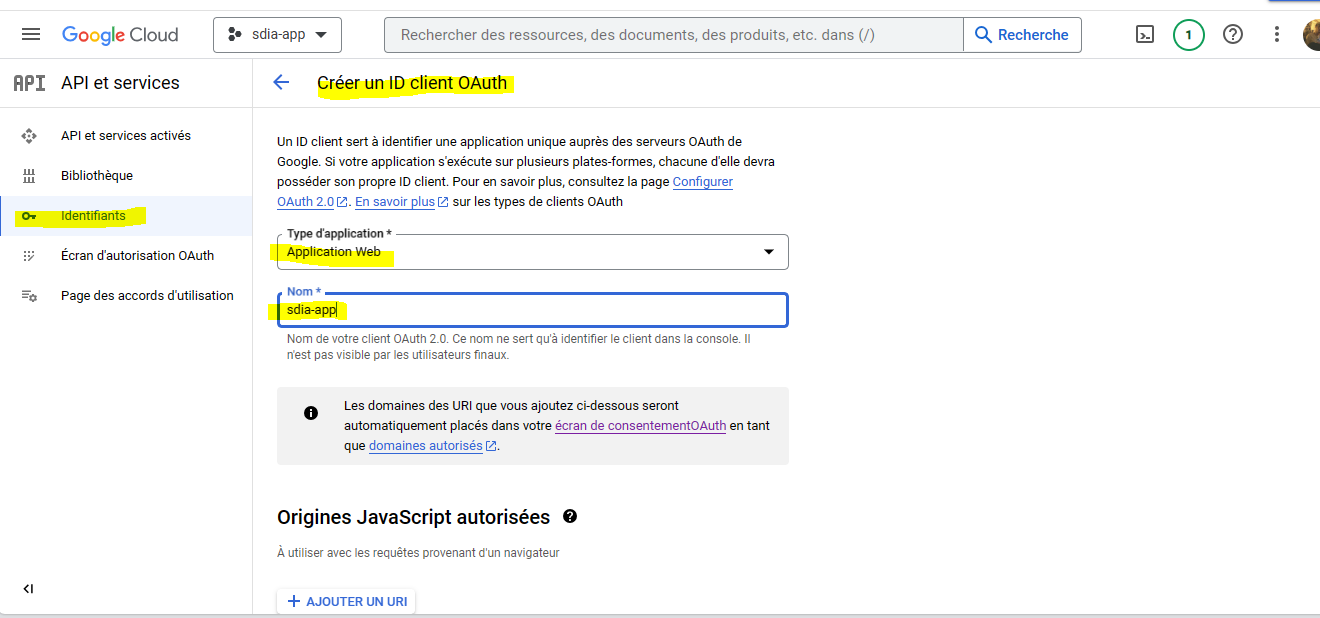 Google Cloud
sdia-app
Rechercher des ressources, des documents, des produits, etc. dans (/)
Recherche
1
API
API et services
Créer un ID client OAuth
API et services activés
Bibliothèque
Identifiants
Écran d'autorisation OAuth
Page des accords d'utilisation
Un ID client sert à identifier une application unique auprès des serveurs OAuth de
Google. Si votre application s'exécute sur plusieurs plates-formes, chacune d'elle devra
posséder son propre ID client. Pour en savoir plus, consultez la page Configurer
OAuth 2.0. En savoir plus sur les types de clients OAuth
Type d'application *
Application Web
Nom *
sdia-app
Nom de votre client OAuth 2.0. Ce nom ne sert qu'à identifier le client dans la console. Il
n'est pas visible par les utilisateurs finaux.
Les domaines des URI que vous ajoutez ci-dessous seront
automatiquement placés dans votre écran de consentementOAuth en tant
que domaines autorisés.
Origines JavaScript autorisées
À utiliser avec les requêtes provenant d'un navigateur
+ AJOUTER UN URI